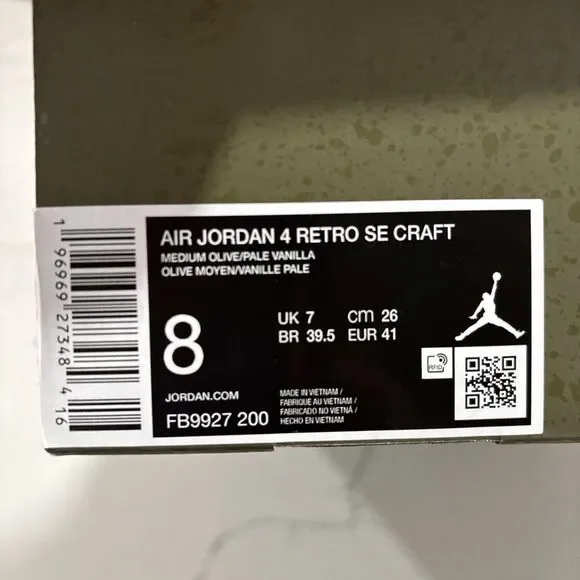 AIR JORDAN 4 RETRO SE CRAFT
MEDIUM OLIVE/PALE VANILLA
OLIVE MOYEN/VANILLE PALE
8
UK 7 cm 26
BR 39.5 EUR 41
RFID
JORDAN.COM
FB9927 200
MADE IN VIETNAM /
FABRIQUE AU VIETNAM /
FABRICADO NO VIETNÃ /
HECHO EN VIETNAM
1 96969 27348 4 16